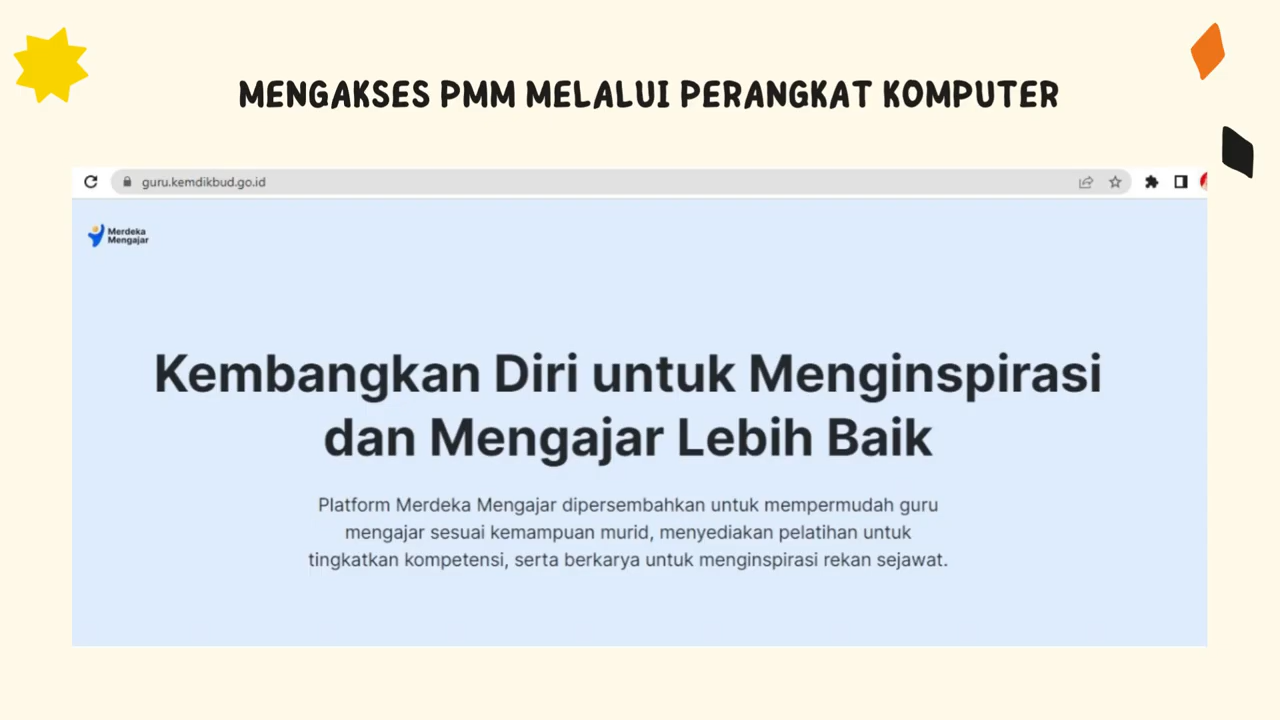 MENGAKSES PMM MELALUI PERANGKAT KOMPUTER
guru.kemdikbud.go.id
Merdeka
Mengajar
Kembangkan Diri untuk Menginspirasi
dan Mengajar Lebih Baik
Platform Merdeka Mengajar dipersembahkan untuk mempermudah guru
mengajar sesuai kemampuan murid, menyediakan pelatihan untuk
tingkatkan kompetensi, serta berkarya untuk menginspirasi rekan sejawat.